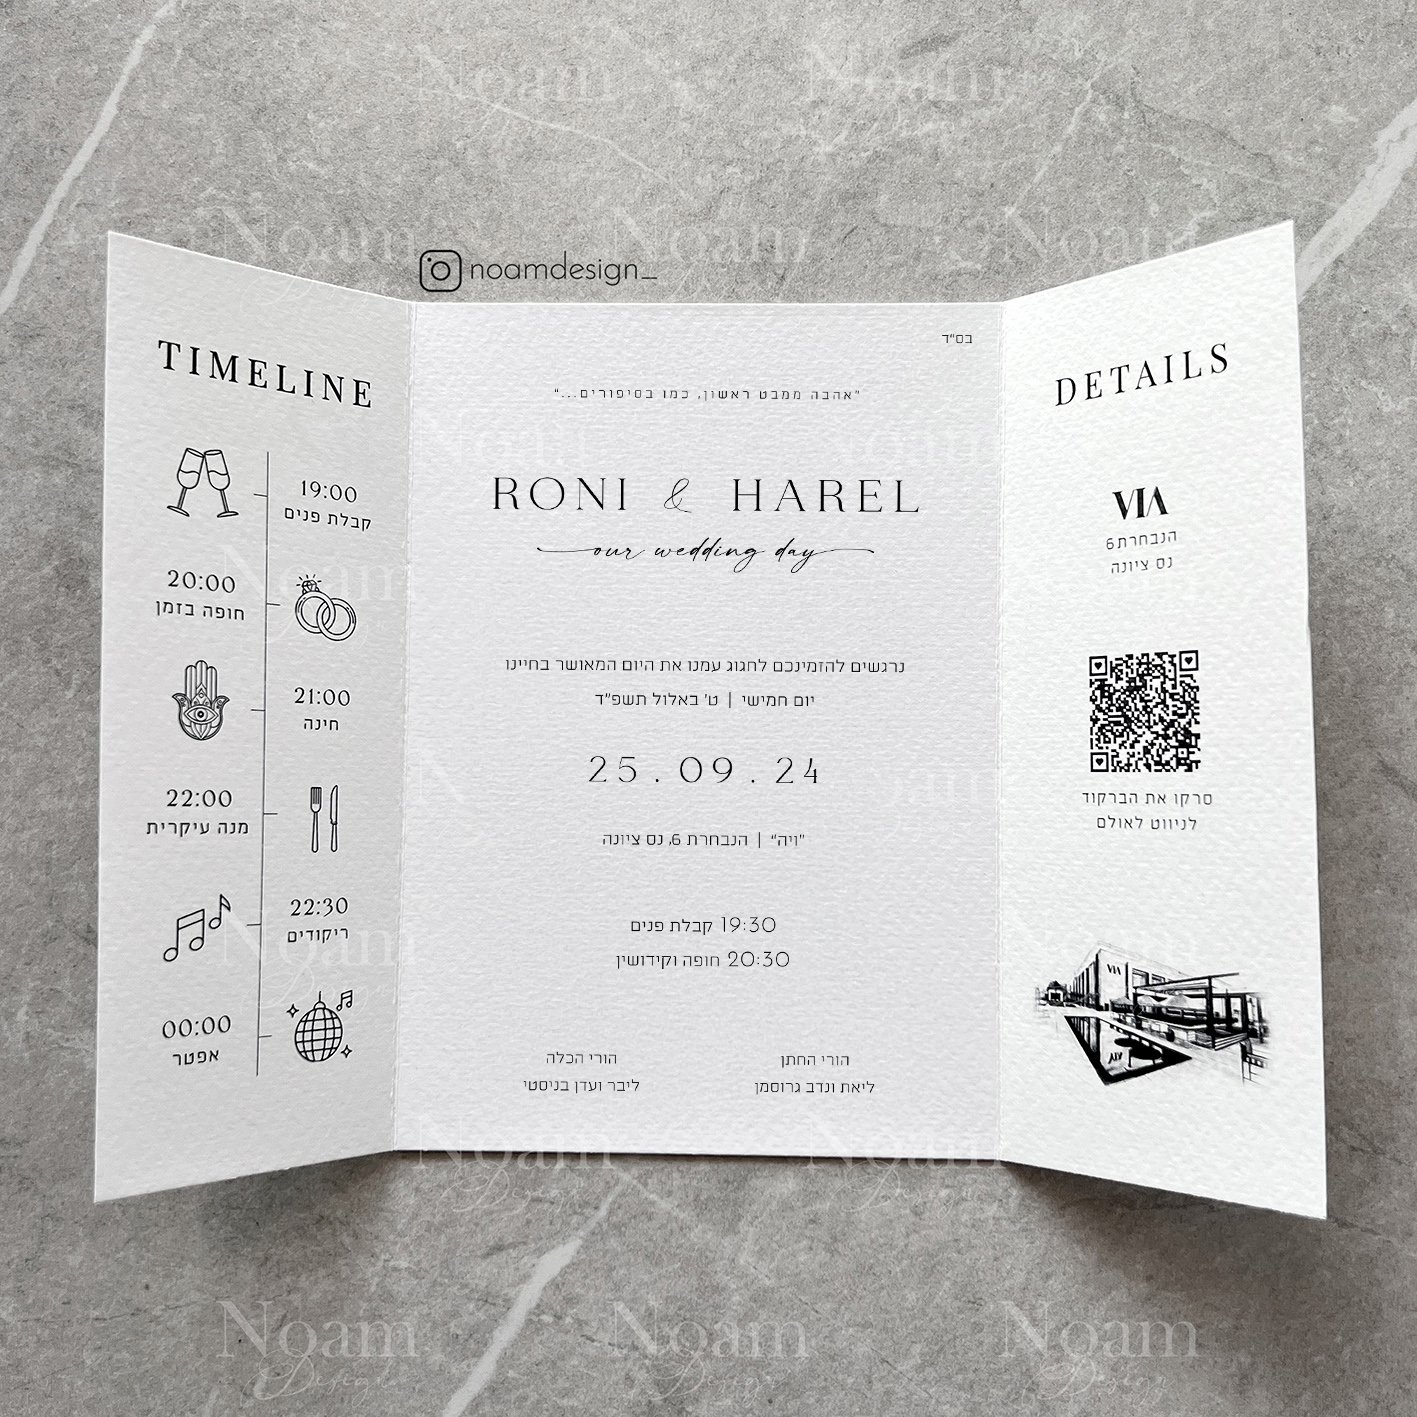 noamdesign_
TIMELINE
19:00
קבלת פנים
20:00
חופה בזמן
21:00
חינה
22:00
מנה עיקרית
22:30
ריקודים
00:00
אפטר
בס"ד
"אהבה ממבט ראשון, כמו בסיפורים..."
RONI & HAREL
our wedding day
נרגשים להזמינכם לחגוג עמנו את היום המאושר בחיינו
יום חמישי | ט' באלול תשפ"ד
25.09.24
"ויה" | הנבחרת 6, נס ציונה
19:30 קבלת פנים
20:30 חופה וקידושין
הורי החתן
ליאת ונדב גרוסמן
הורי הכלה
ליבר ועדן בניסטי
DETAILS
VIA
הנבחרת 6
נס ציונה
סרקו את הברקוד
לניווט לאולם
VIA
Noam
Design